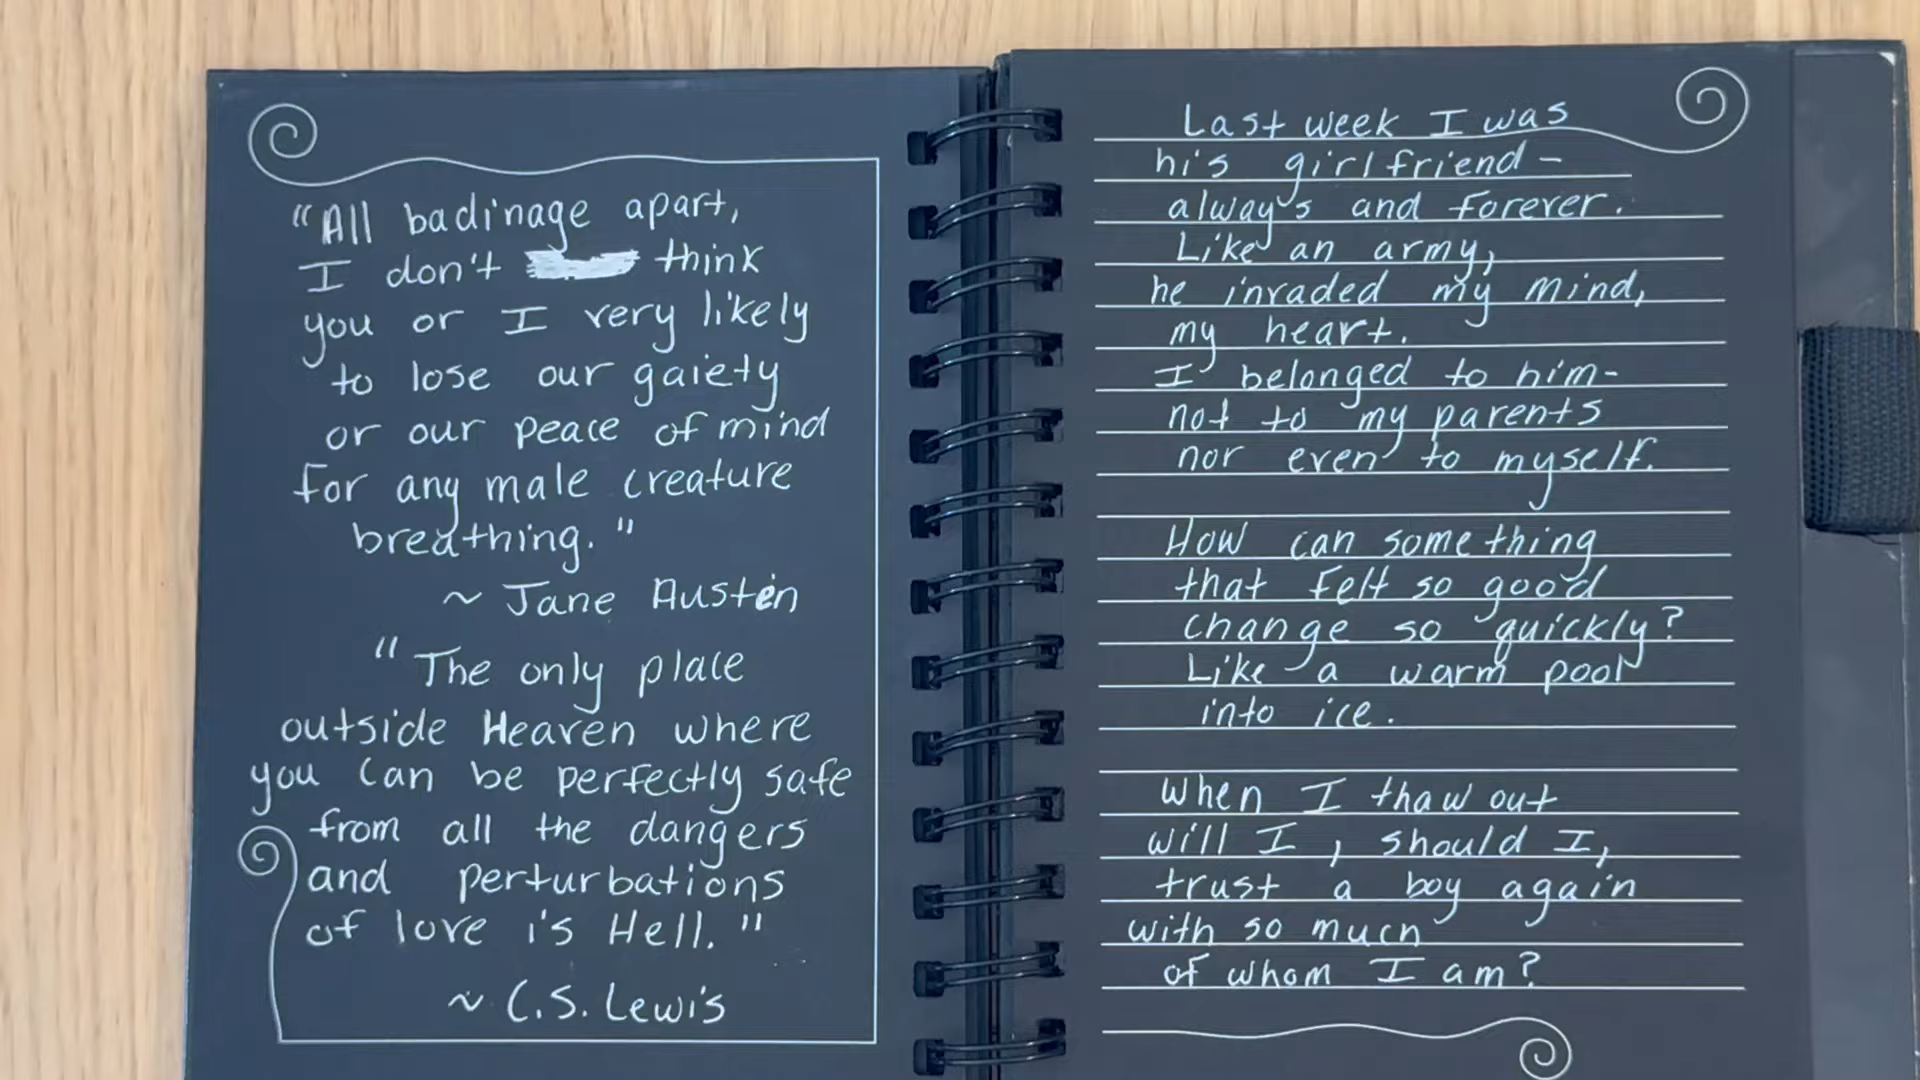 "All badinage apart,
I don't think
you or I very likely
to lose our gaiety
or our peace of mind
for any male creature
breathing."
~ Jane Austen
"The only place
outside Heaven where
you can be perfectly safe
from all the dangers
and perturbations
of love is Hell."
~ C.S. Lewis
Last week I was
his girlfriend -
always and forever.
Like an army,
he invaded my mind,
my heart.
I belonged to him-
not to my parents
nor even to myself.
How can something
that felt so good
change so quickly?
Like a warm pool
into ice.
When I thaw out
will I, should I,
trust a boy again
with so much
of whom I am?